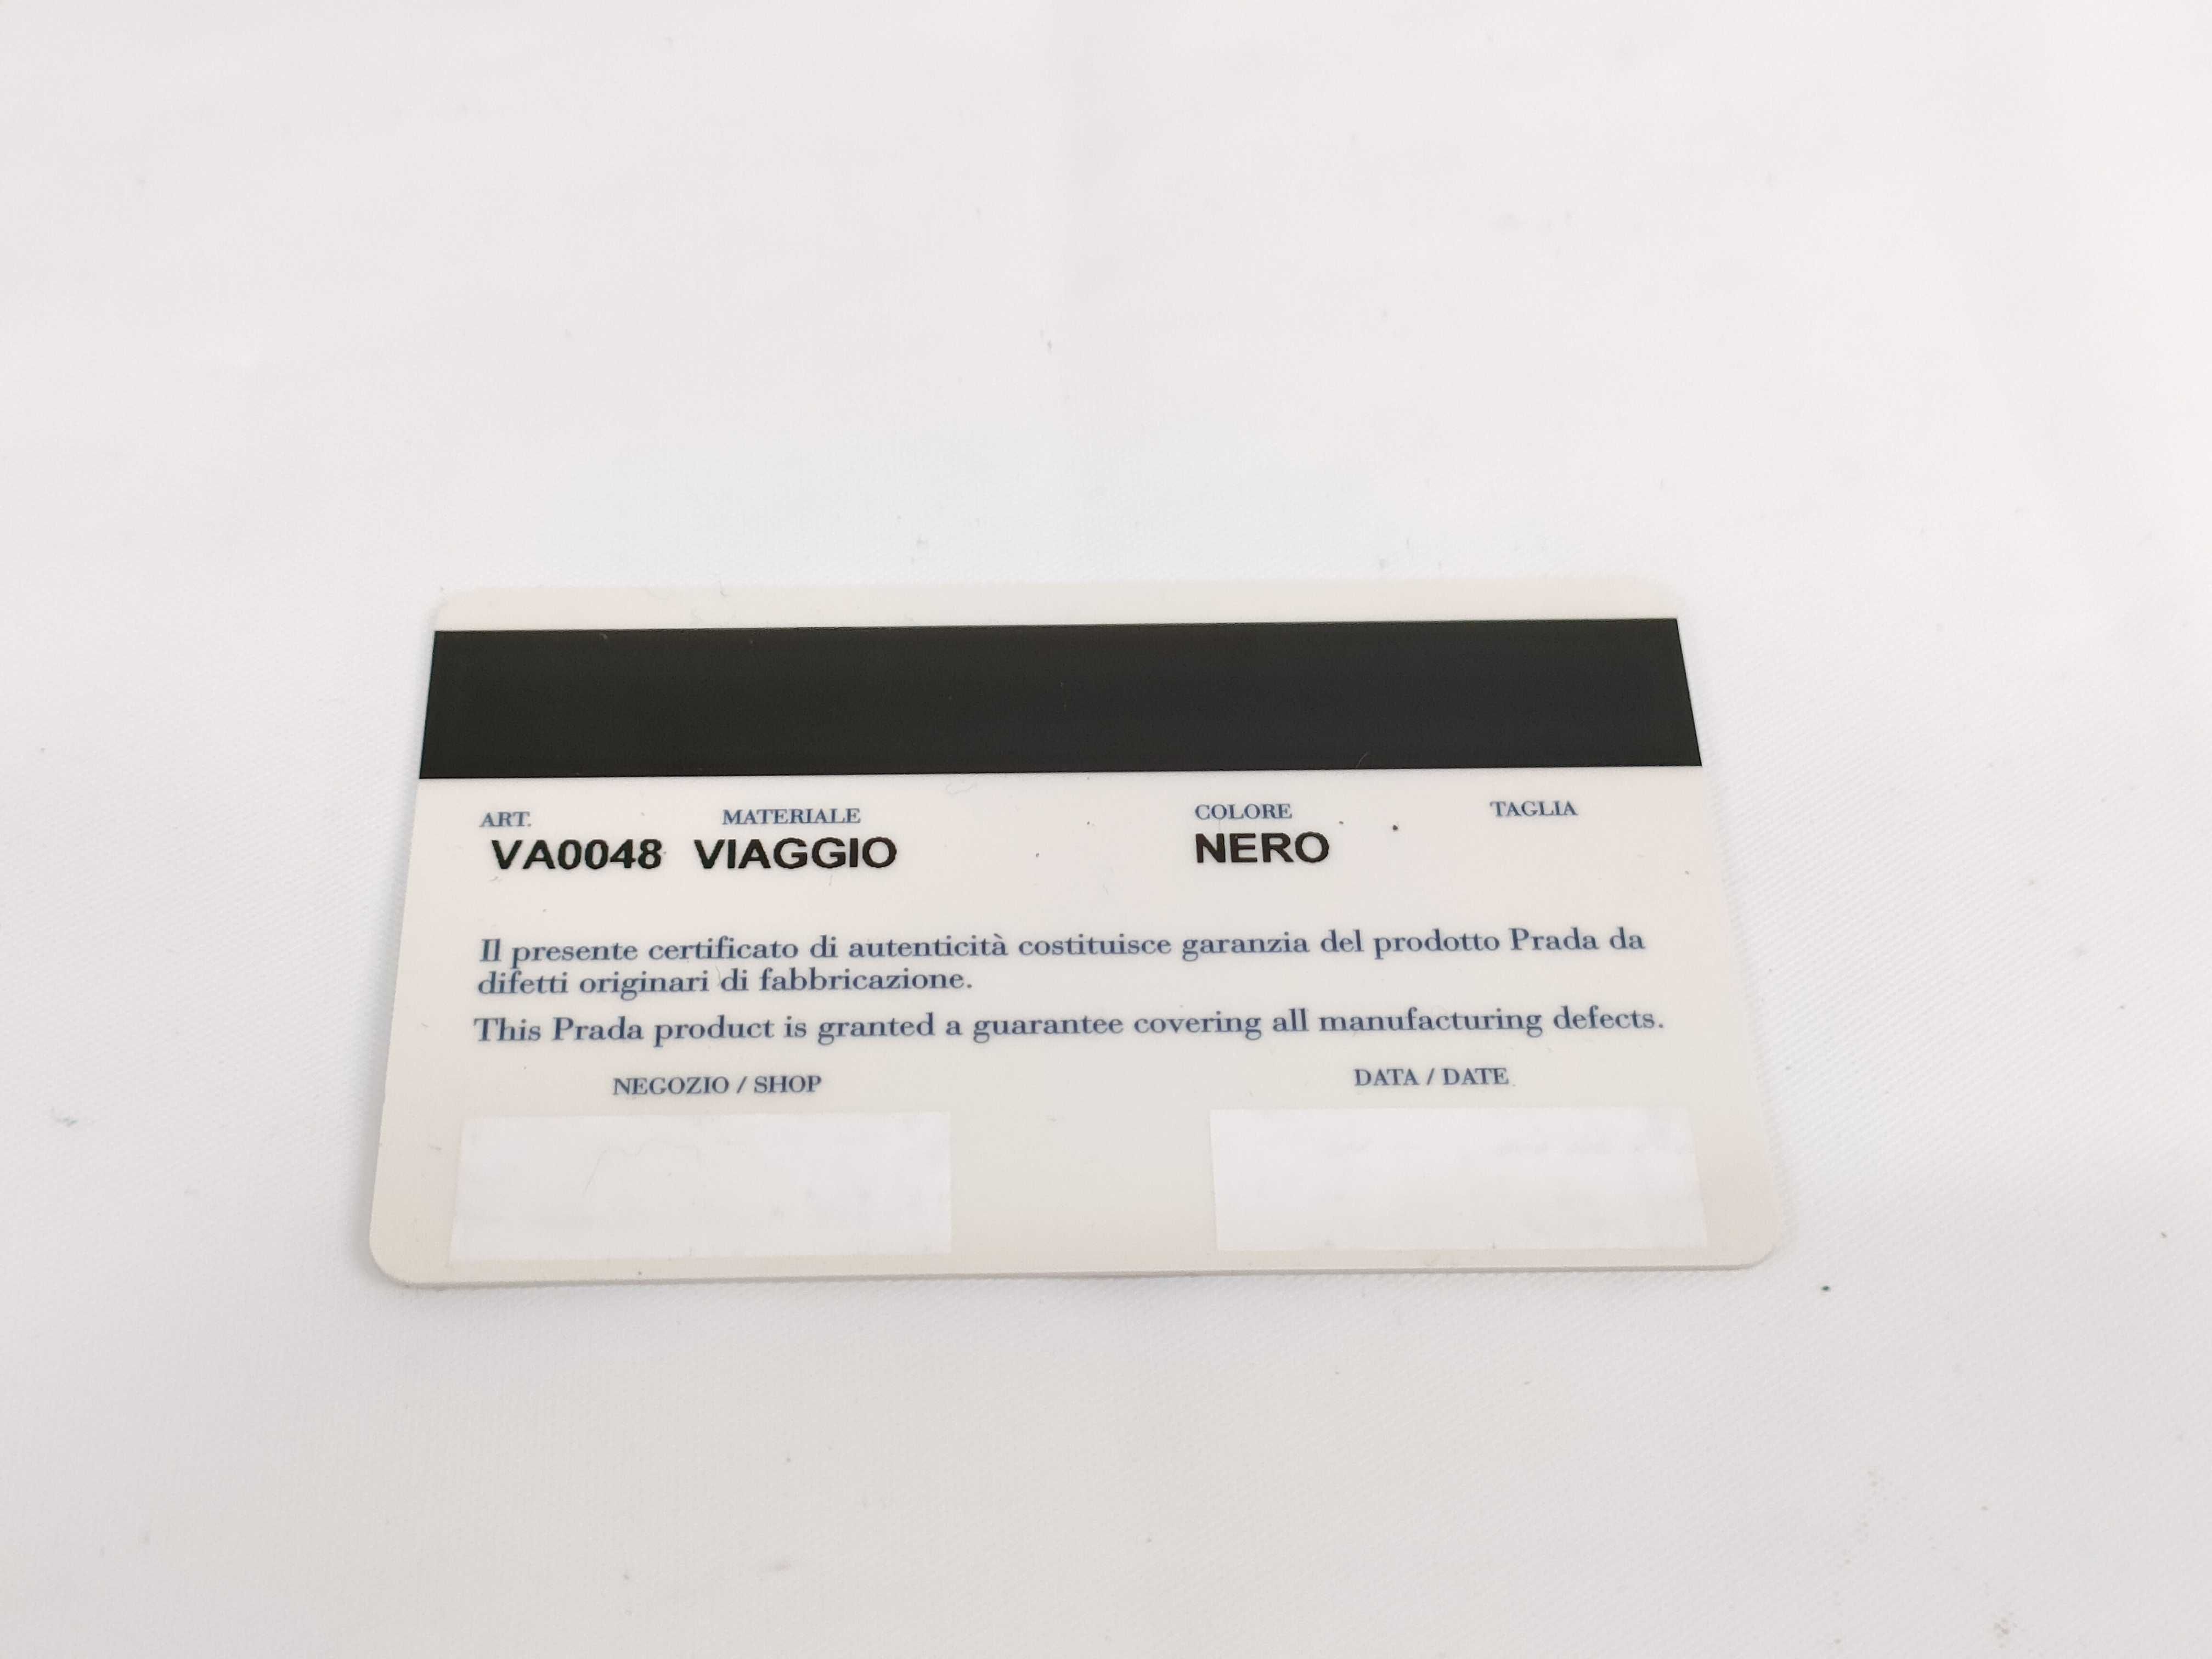 ART. MATERIALE COLORE TAGLIA
VA0048 VIAGGIO NERO
Il presente certificato di autenticità costituisce garanzia del prodotto Prada da
difetti originari di fabbricazione.
This Prada product is granted a guarantee covering all manufacturing defects.
NEGOZIO / SHOP DATA / DATE